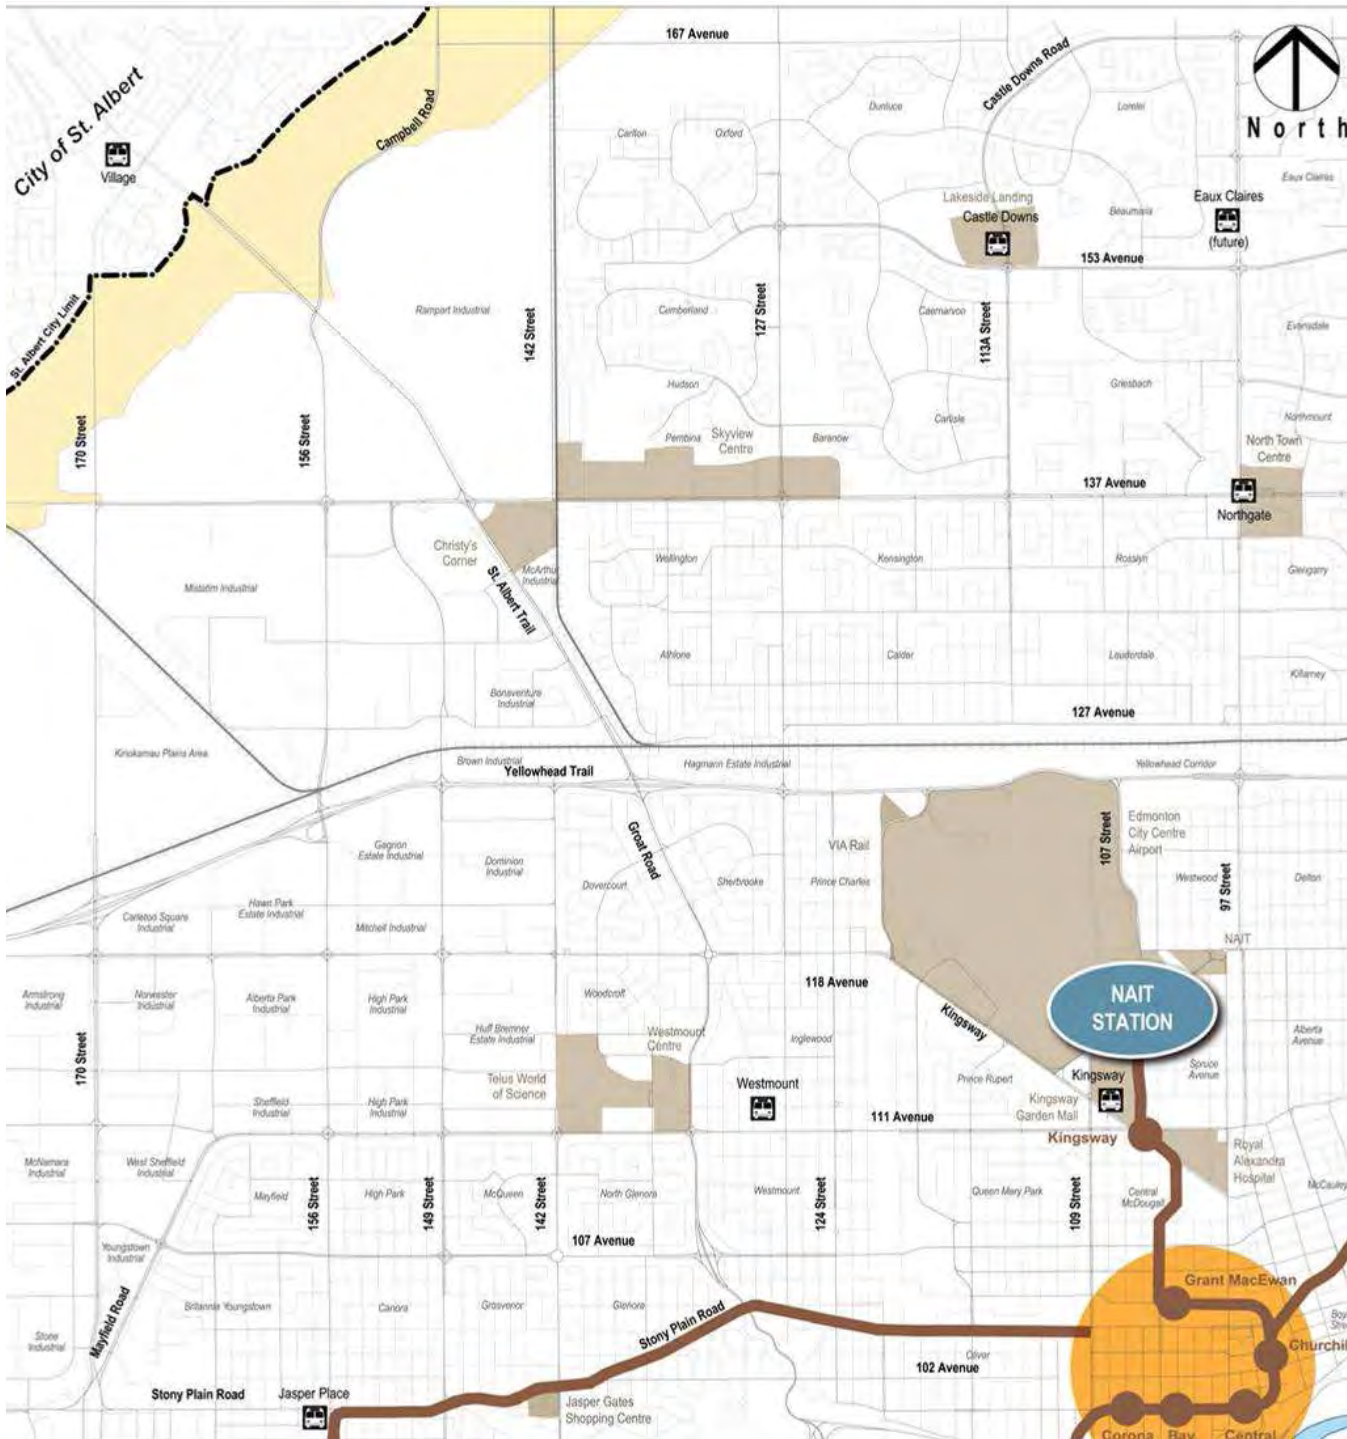 167 Avenue
Castle Downs Road
City of St. Albert
Campbell Road
Dunluce
Lorelei
Carlton
Oxford
North
Village
Eaux Claires
Lakeside Landing
Castle Downs
Beaumaris
Eaux Claires
(future)
153 Avenue
St. Albert City Limit
Rampart Industrial
142 Street
Cumberland
127 Street
Caernarvon
113A Street
Evansdale
Hudson
Griesbach
170 Street
156 Street
Carlisle
Northmount
Pembina
Skyview
Centre
Baranow
North Town
Centre
137 Avenue
Northgate
Christy's
Corner
McArthur
Industrial
Wellington
Kensington
Rosslyn
Glengarry
Mistatim Industrial
St. Albert Trail
Athlone
Calder
Lauderdale
Killarney
Bonaventure
Industrial
127 Avenue
Kinokamau Plains Area
Brown Industrial
Yellowhead Trail
Hagmann Estate Industrial
Yellowhead Corridor
Groat Road
107 Street
Edmonton
City Centre
Airport
VIA Rail
Gagnon
Estate Industrial
Dominion
Industrial
Dovercourt
Sherbrooke
Prince Charles
Westwood
97 Street
Delton
Hawin Park
Estate Industrial
Carleton Square
Industrial
Mitchell Industrial
NAIT
118 Avenue
NAIT
STATION
Armstrong
Industrial
Norwester
Industrial
Alberta Park
Industrial
High Park
Industrial
Woodcroft
Kingsway
Huff Bremner
Estate Industrial
Westmount
Centre
Inglewood
Alberta
Avenue
170 Street
Telus World
of Science
Westmount
Prince Rupert
Kingsway
Spruce
Avenue
Sheffield
Industrial
High Park
Industrial
Kingsway
Garden Mall
111 Avenue
Kingsway
Royal
Alexandra
Hospital
McNamara
Industrial
West Sheffield
Industrial
Mayfield
High Park
McQueen
North Glenora
Westmount
Queen Mary Park
Central
McDougall
McCauley
156 Street
149 Street
142 Street
124 Street
109 Street
107 Avenue
Youngstown
Industrial
Grant MacEwan
Mayfield Road
Britannia Youngstown
Canora
Grosvenor
Glenora
Stony Plain Road
Stone
Industrial
Churchil
Oliver
102 Avenue
Stony Plain Road
Jasper Place
Jasper Gates
Shopping Centre
Corona
Bay
Central